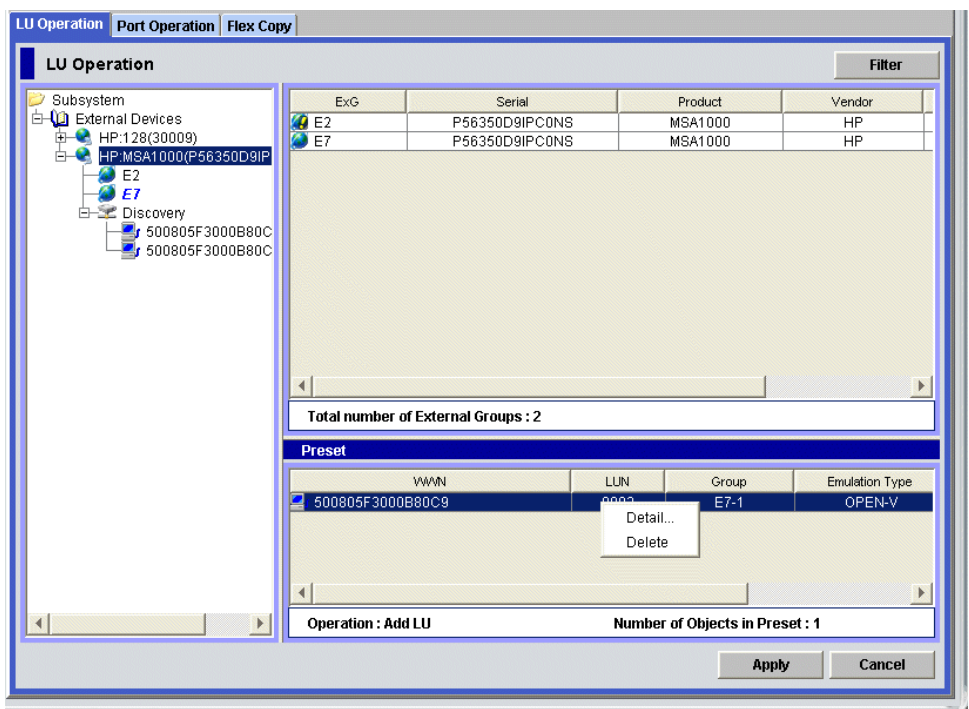 LU Operation Port Operation Flex Copy
LU Operation
Filter
Subsystem
External Devices
HP:128(30009)
HP:MSA1000(P56350D9IP
E2
E7
Discovery
500805F3000B80C
500805F3000B80C
ExG Serial Product Vendor
E2 P56350D9IPC0NS MSA1000 HP
E7 P56350D9IPC0NS MSA1000 HP
Total number of External Groups : 2
Preset
WWN LUN Group Emulation Type
500805F3000B80C9 E7-1 OPEN-V
Detail...
Delete
Operation : Add LU Number of Objects in Preset : 1
Apply Cancel